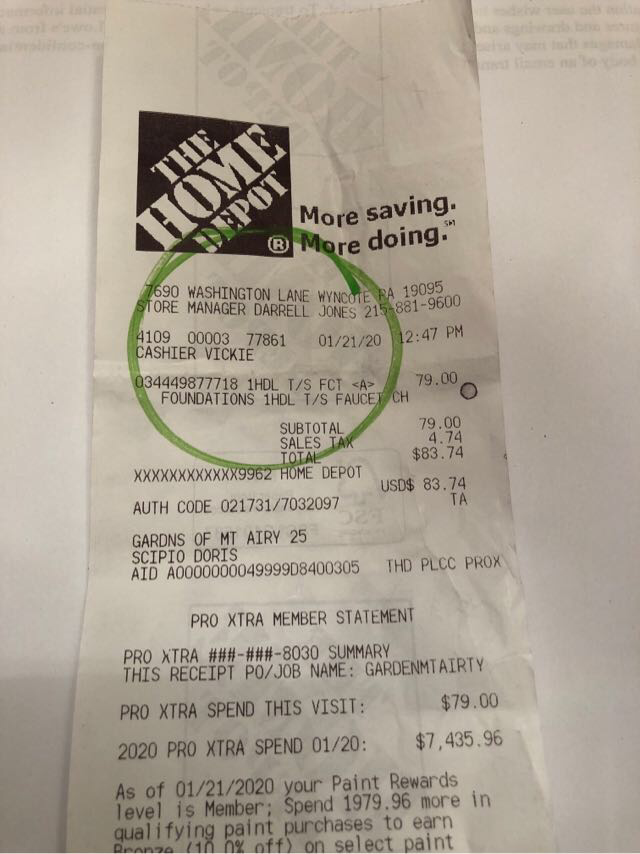 THE
HOME
DEPOT
®
More saving.
More doing.℠
7690 WASHINGTON LANE WYNCOTE PA 19095
STORE MANAGER DARRELL JONES 215-881-9600
4109 00003 77861 01/21/20 12:47 PM
CASHIER VICKIE
034449877718 1HDL T/S FCT <A> 79.00
FOUNDATIONS 1HDL T/S FAUCET CH
SUBTOTAL 79.00
SALES TAX 4.74
TOTAL $83.74
XXXXXXXXXXXX9962 HOME DEPOT
USD$ 83.74
AUTH CODE 021731/7032097 TA
GARDNS OF MT AIRY 25
SCIPIO DORIS
AID A0000000049999D8400305 THD PLCC PROX
PRO XTRA MEMBER STATEMENT
PRO XTRA ###-###-8030 SUMMARY
THIS RECEIPT PO/JOB NAME: GARDENMTAIRTY
PRO XTRA SPEND THIS VISIT: $79.00
2020 PRO XTRA SPEND 01/20: $7,435.96
As of 01/21/2020 your Paint Rewards
level is Member; Spend 1979.96 more in
qualifying paint purchases to earn
Bronze (10.0% off) on select paint